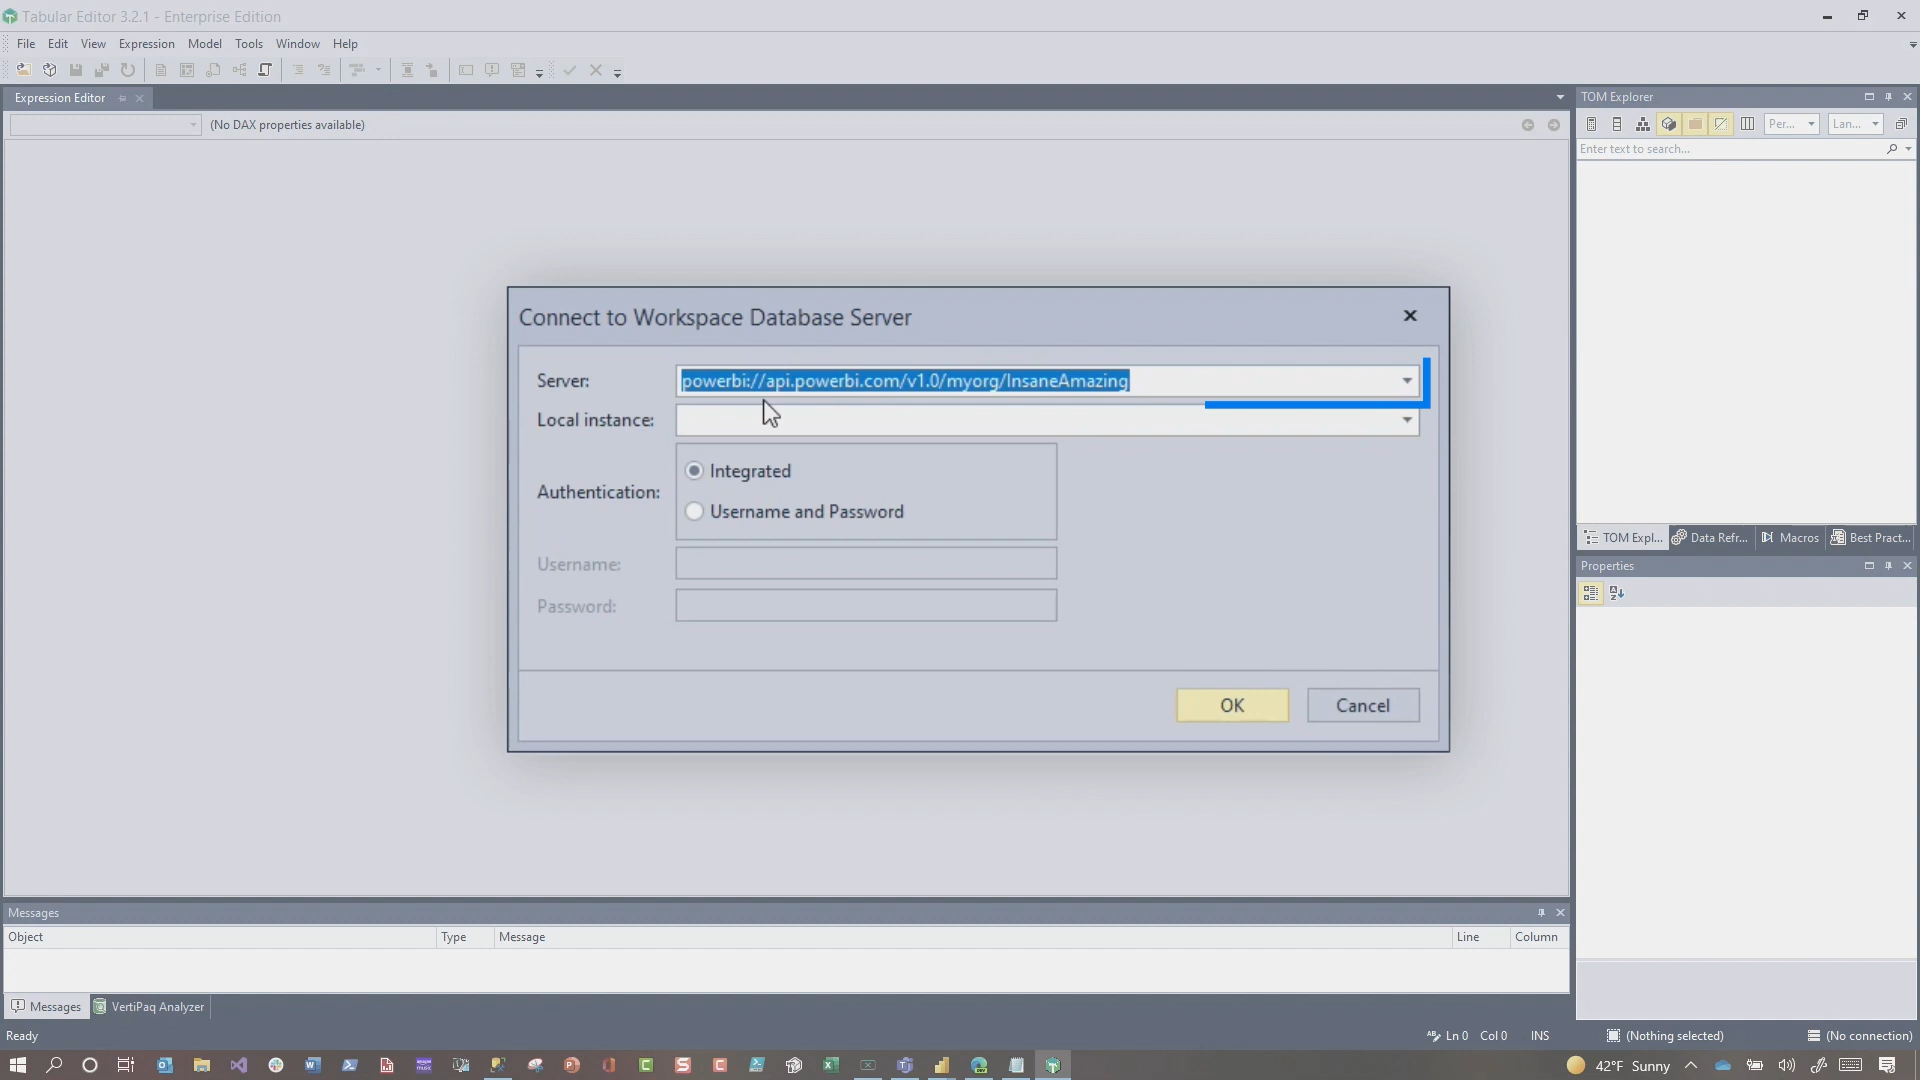 Tabular Editor 3.2.1 - Enterprise Edition
File Edit View Expression Model Tools Window Help
Expression Editor
(No DAX properties available)
TOM Explorer
Per... Lan...
Enter text to search...
Connect to Workspace Database Server
Server: powerbi://api.powerbi.com/v1.0/myorg/InsaneAmazing
Local instance:
Authentication:
Integrated
Username and Password
Username:
Password:
OK Cancel
TOM Expl... Data Refr... Macros Best Pract...
Properties
Messages
Object Type Message Line Column
Messages VertiPaq Analyzer
Ready Ln 0 Col 0 INS (Nothing selected) (No connection)
42°F Sunny